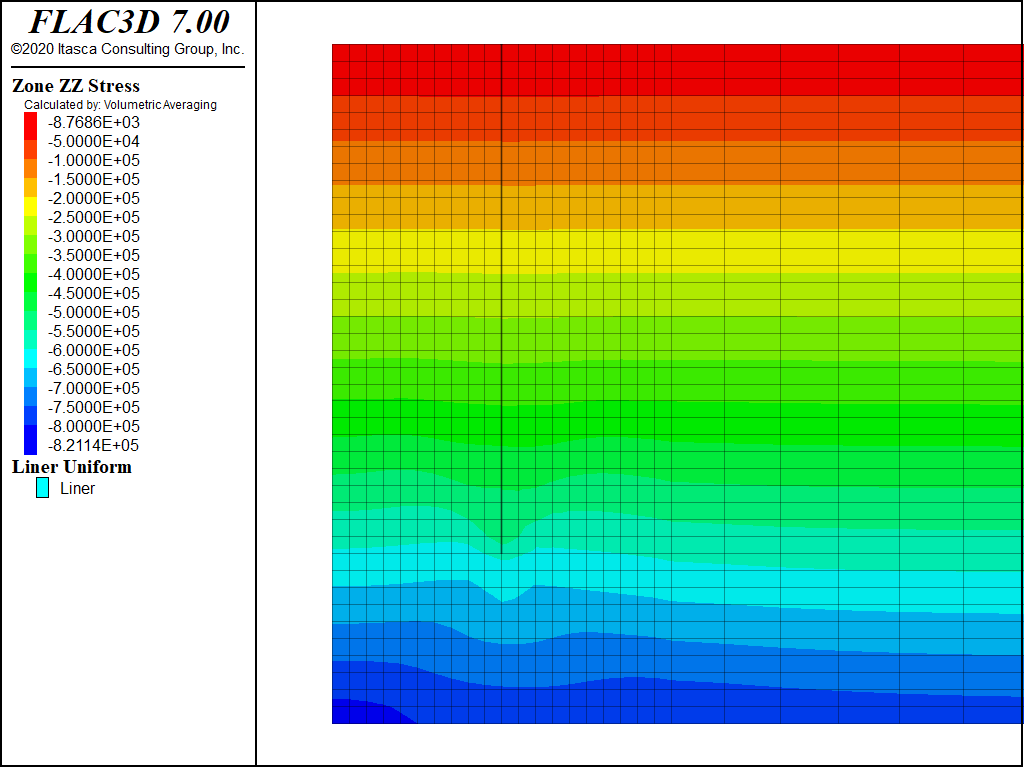 FLAC3D 7.00
©2020 Itasca Consulting Group, Inc.
Zone ZZ Stress
Calculated by: Volumetric Averaging
-8.7686E+03
-5.0000E+04
-1.0000E+05
-1.5000E+05
-2.0000E+05
-2.5000E+05
-3.0000E+05
-3.5000E+05
-4.0000E+05
-4.5000E+05
-5.0000E+05
-5.5000E+05
-6.0000E+05
-6.5000E+05
-7.0000E+05
-7.5000E+05
-8.0000E+05
-8.2114E+05
Liner Uniform
Liner